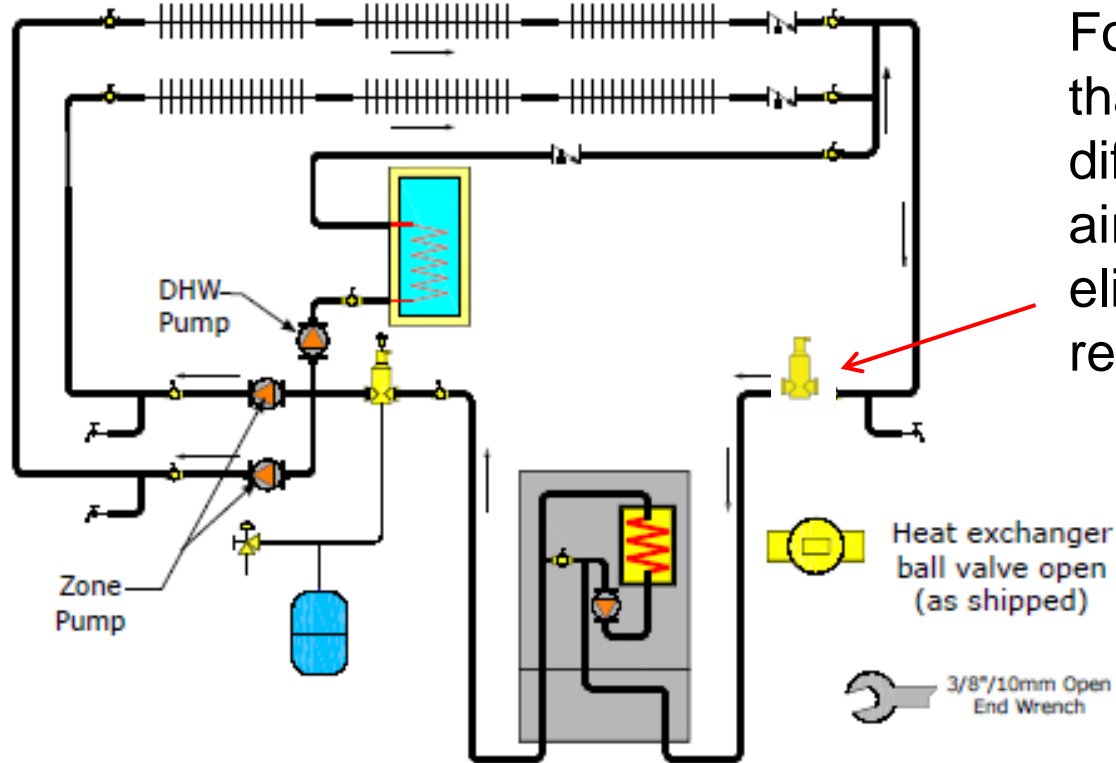 DHW
Pump
Zone
Pump
Heat exchanger
ball valve open
(as shipped)
3/8"/10mm Open
End Wrench